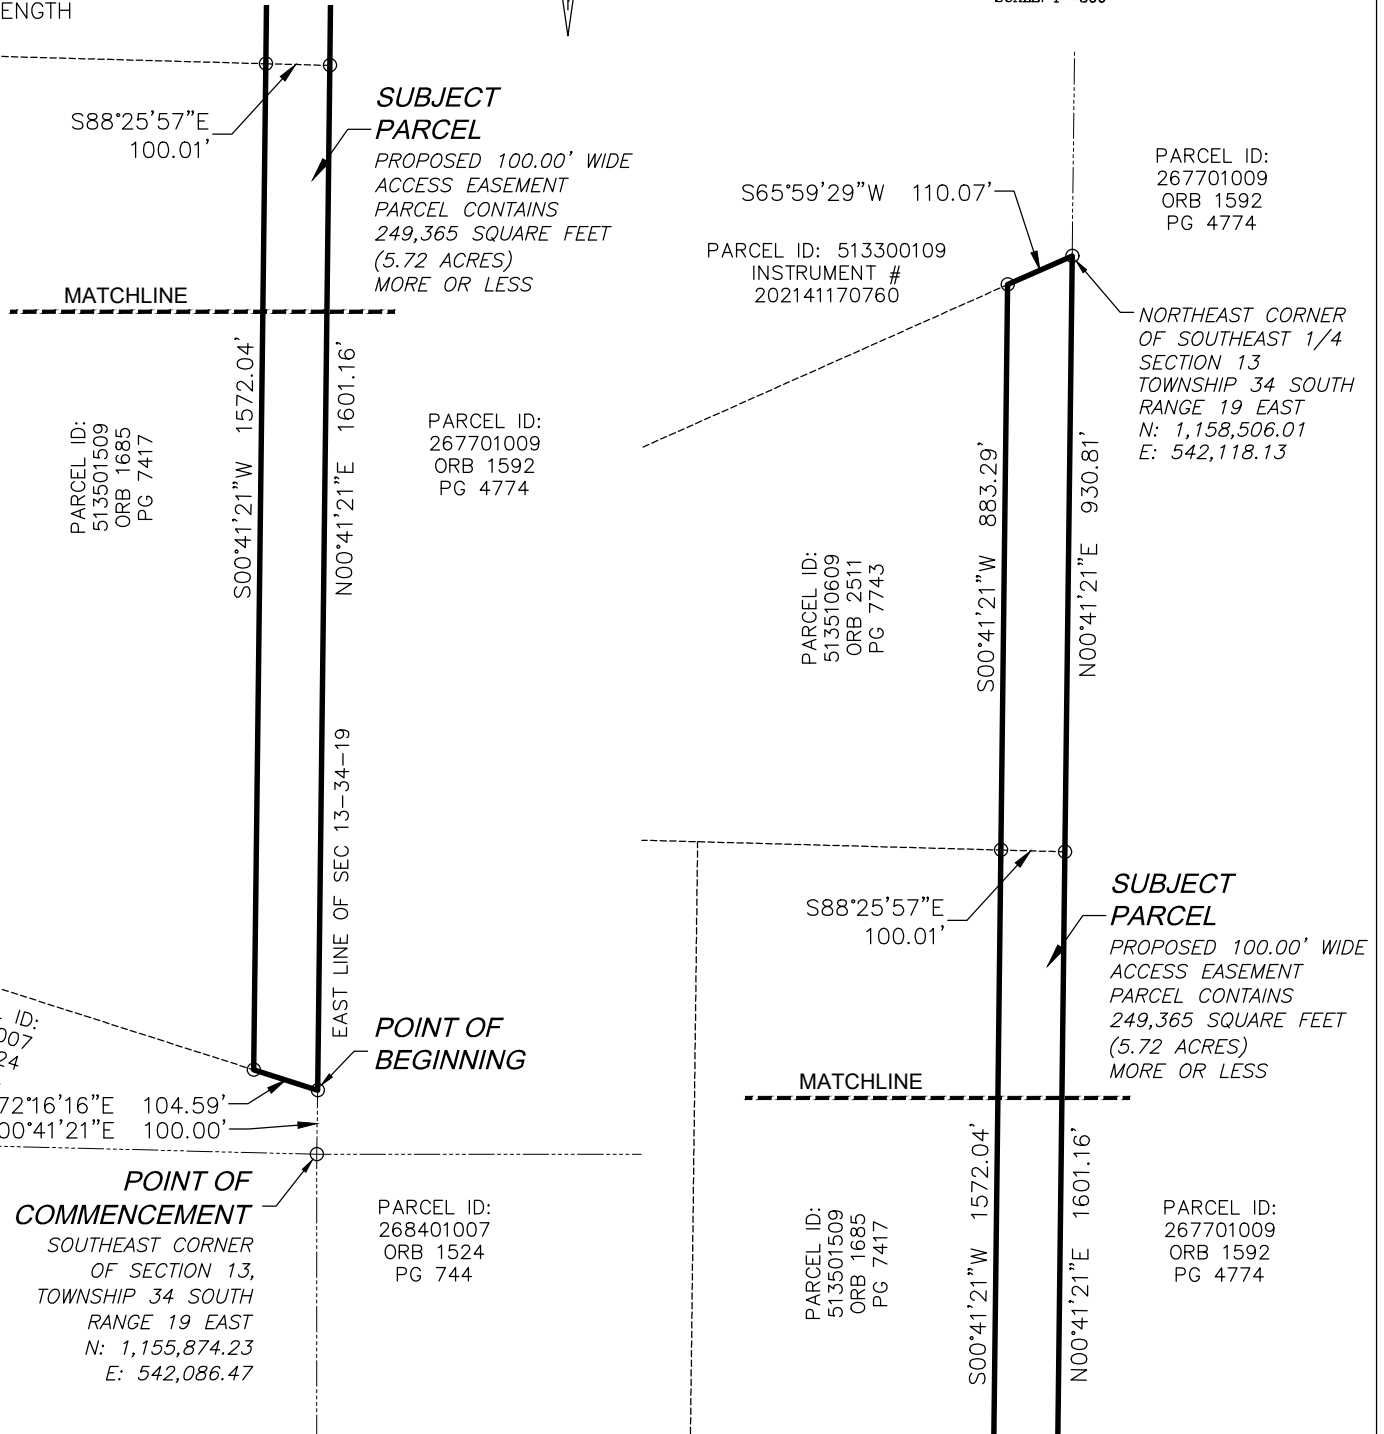 ENGTH
S88°25'57"E
100.01'
SUBJECT
PARCEL
PROPOSED 100.00' WIDE
ACCESS EASEMENT
PARCEL CONTAINS
249,365 SQUARE FEET
(5.72 ACRES)
MORE OR LESS
MATCHLINE
S00°41'21"W 1572.04'
N00°41'21"E 1601.16'
PARCEL ID:
513501509
ORB 1685
PG 7417
PARCEL ID:
267701009
ORB 1592
PG 4774
EAST LINE OF SEC 13-34-19
POINT OF
BEGINNING
ID:
007
24
72°16'16"E 104.59'
00°41'21"E 100.00'
POINT OF
COMMENCEMENT
SOUTHEAST CORNER
OF SECTION 13,
TOWNSHIP 34 SOUTH
RANGE 19 EAST
N: 1,155,874.23
E: 542,086.47
PARCEL ID:
268401007
ORB 1524
PG 744
PARCEL ID:
267701009
ORB 1592
PG 4774
S65°59'29"W 110.07'
PARCEL ID: 513300109
INSTRUMENT #
202141170760
NORTHEAST CORNER
OF SOUTHEAST 1/4
SECTION 13
TOWNSHIP 34 SOUTH
RANGE 19 EAST
N: 1,158,506.01
E: 542,118.13
S00°41'21"W 883.29'
N00°41'21"E 930.81'
PARCEL ID:
513510609
ORB 2511
PG 7743
S88°25'57"E
100.01'
SUBJECT
PARCEL
PROPOSED 100.00' WIDE
ACCESS EASEMENT
PARCEL CONTAINS
249,365 SQUARE FEET
(5.72 ACRES)
MORE OR LESS
MATCHLINE
S00°41'21"W 1572.04'
N00°41'21"E 1601.16'
PARCEL ID:
513501509
ORB 1685
PG 7417
PARCEL ID:
267701009
ORB 1592
PG 4774